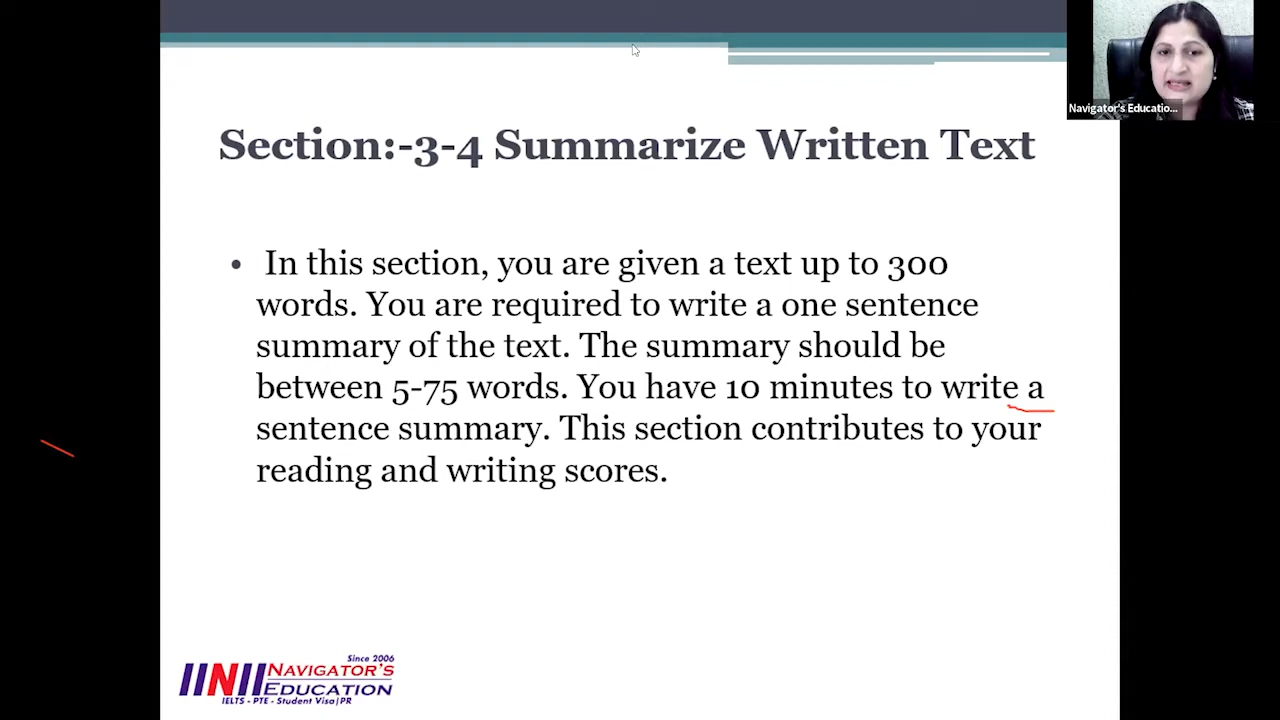 Navigator's Educatio...
Section:-3-4 Summarize Written Text
• In this section, you are given a text up to 300
words. You are required to write a one sentence
summary of the text. The summary should be
between 5-75 words. You have 10 minutes to write a
sentence summary. This section contributes to your
reading and writing scores.
Since 2006
NAVIGATOR'S
EDUCATION
IELTS - PTE - Student Visa|PR